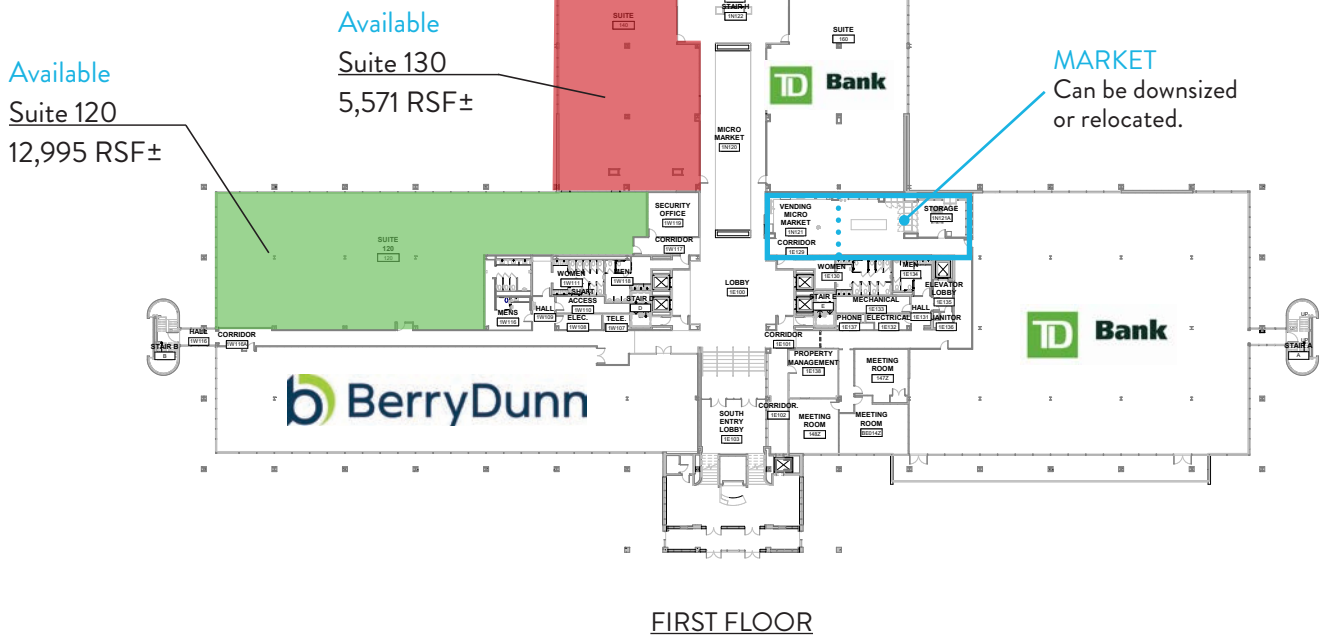 Available
Suite 120
12,995 RSF±
Available
Suite 130
5,571 RSF±
SUITE
140
STAIR H
1N122
SUITE
160
TD Bank
MARKET
Can be downsized
or relocated.
MICRO
MARKET
1N120
SECURITY
OFFICE
1W119
CORRIDOR
1W117
VENDING
MICRO
MARKET
1N121
CORRIDOR
1E129
STORAGE
1N121A
SUITE
120
120
WOMEN
1W111
MEN
1W118
SHAFT
ACCESS
1W110
STAIR D
D
MENS
1W116
HALL
1W109
ELEC.
1W108
TELE.
1W107
LOBBY
1E100
WOMEN
1E130
MEN
1E134
ELEVATOR
LOBBY
1E135
STAIR E
E
MECHANICAL
1E133
PHONE
1E137
ELECTRICAL
1E132
HALL
1E131
JANITOR
1E136
HALL
1W116
CORRIDOR
1W116A
STAIR B
B
CORRIDOR
1E101
TD Bank
UP
UP
STAIR A
A
PROPERTY
MANAGEMENT
1E138
MEETING
ROOM
147Z
BerryDunn
CORRIDOR.
1E102
SOUTH
ENTRY
LOBBY
1E103
MEETING
ROOM
148Z
MEETING
ROOM
BE014Z
FIRST FLOOR